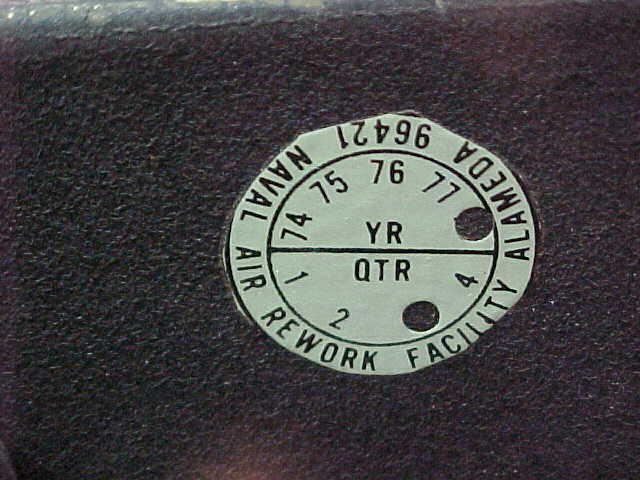 NAVAL AIR REWORK FACILITY ALAMEDA 96421
74 75 76 77
YR
QTR
1 2 4